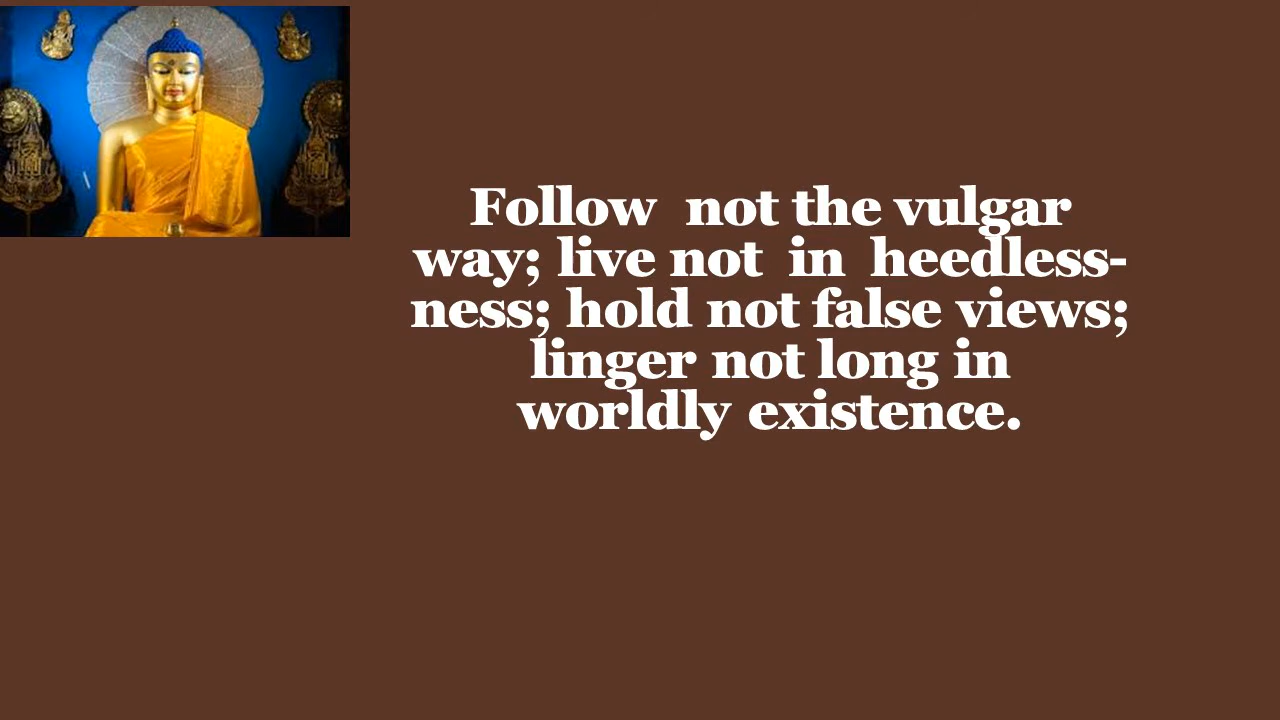 Follow not the vulgar
way; live not in heedless-
ness; hold not false views;
linger not long in
worldly existence.